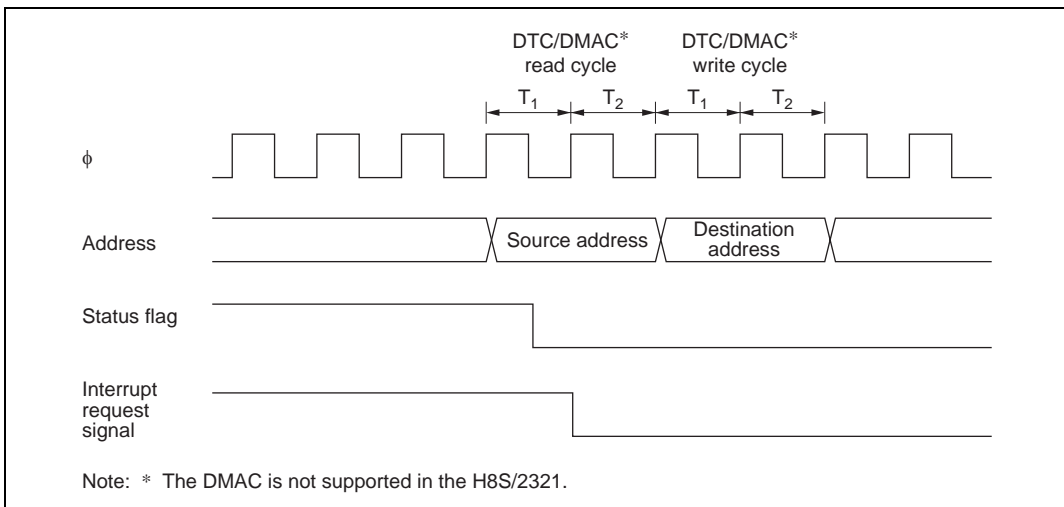 DTC/DMAC* DTC/DMAC*
read cycle write cycle
T1 T2 T1 T2
ϕ
Address Source address Destination address
Status flag
Interrupt
request
signal
Note: * The DMAC is not supported in the H8S/2321.